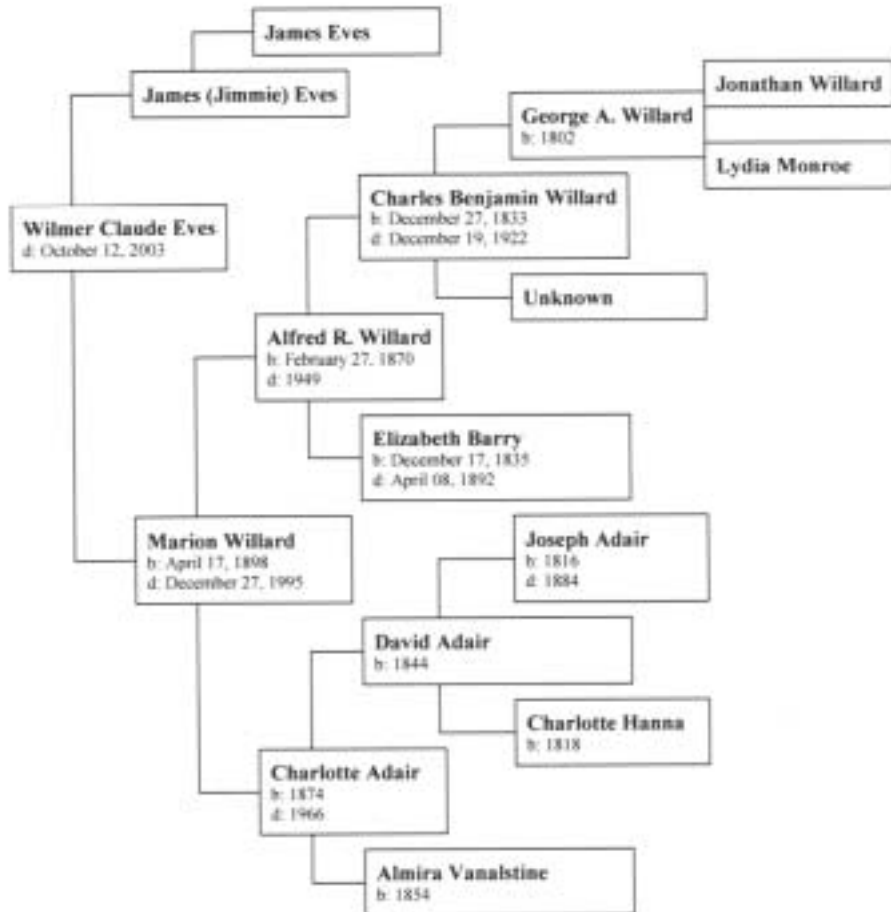 James Eves
James (Jimmie) Eves
Jonathan Willard
George A. Willard
b: 1802
Lydia Monroe
Charles Benjamin Willard
b: December 27, 1833
d: December 19, 1922
Wilmer Claude Eves
d: October 12, 2003
Unknown
Alfred R. Willard
b: February 27, 1870
d: 1949
Elizabeth Barry
b: December 17, 1835
d: April 08, 1892
Marion Willard
b: April 17, 1898
d: December 27, 1995
Joseph Adair
b: 1816
d: 1884
David Adair
b: 1844
Charlotte Hanna
b: 1818
Charlotte Adair
b: 1874
d: 1966
Almira Vanalstine
b: 1854